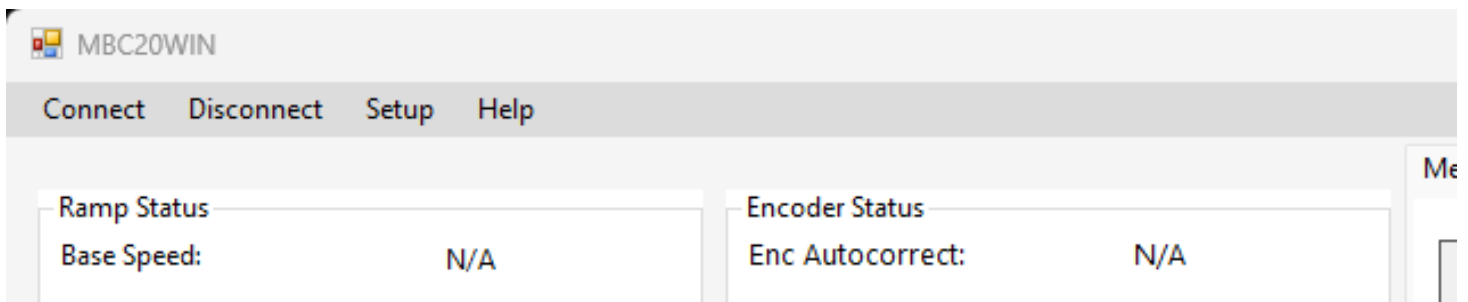 MBC20WIN
Connect Disconnect Setup Help
Ramp Status
Base Speed: N/A
Encoder Status
Enc Autocorrect: N/A